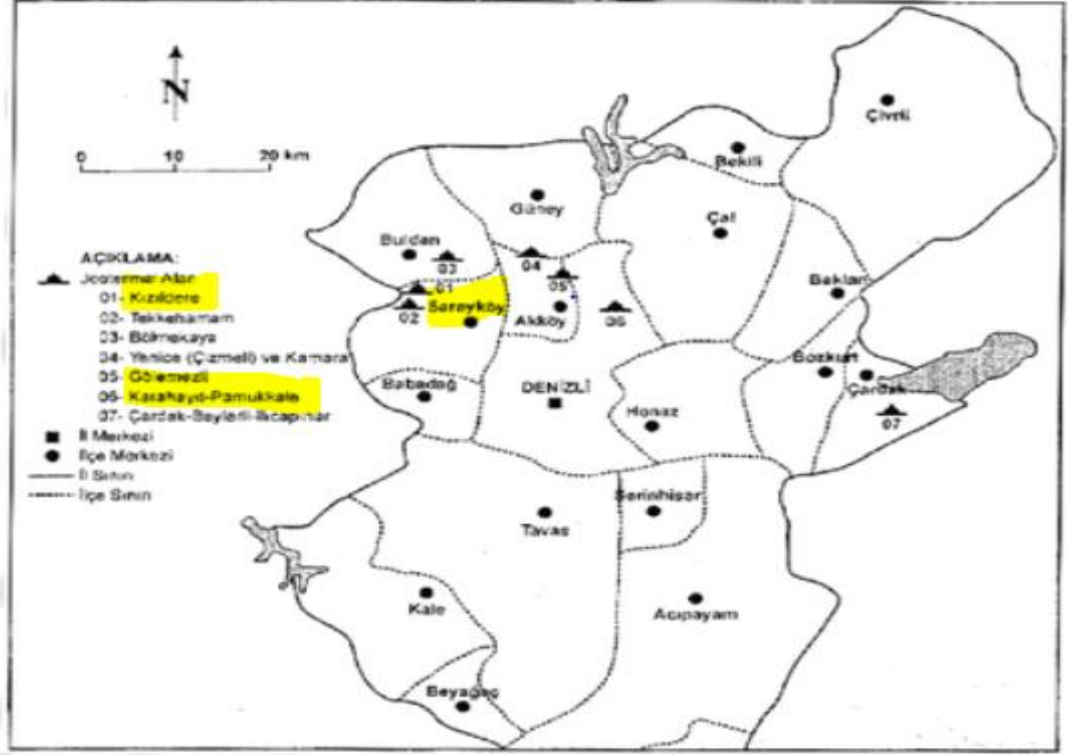 N
0 10 20 km
Çivril
Bekilli
Güney
Çal
Buldan
03
04
05
Baklan
01
02
Sarayköy
Akköy
06
Bozkurt
Çardak
07
Babadağ
DENİZLİ
Honaz
Serinhisar
Tavas
Kale
Acıpayam
Beyağaç
AÇIKLAMA:
Jeotermal Alan
01- Kızıldere
02- Tekkehamam
03- Bölmekaya
04- Yenice (Çizmeli) ve Kamara
05- Gölemezli
06- Karahayıt-Pamukkale
07- Çardak-Beylerli-Ilıcapınar
İl Merkezi
İlçe Merkezi
İl Sınırı
İlçe Sınırı